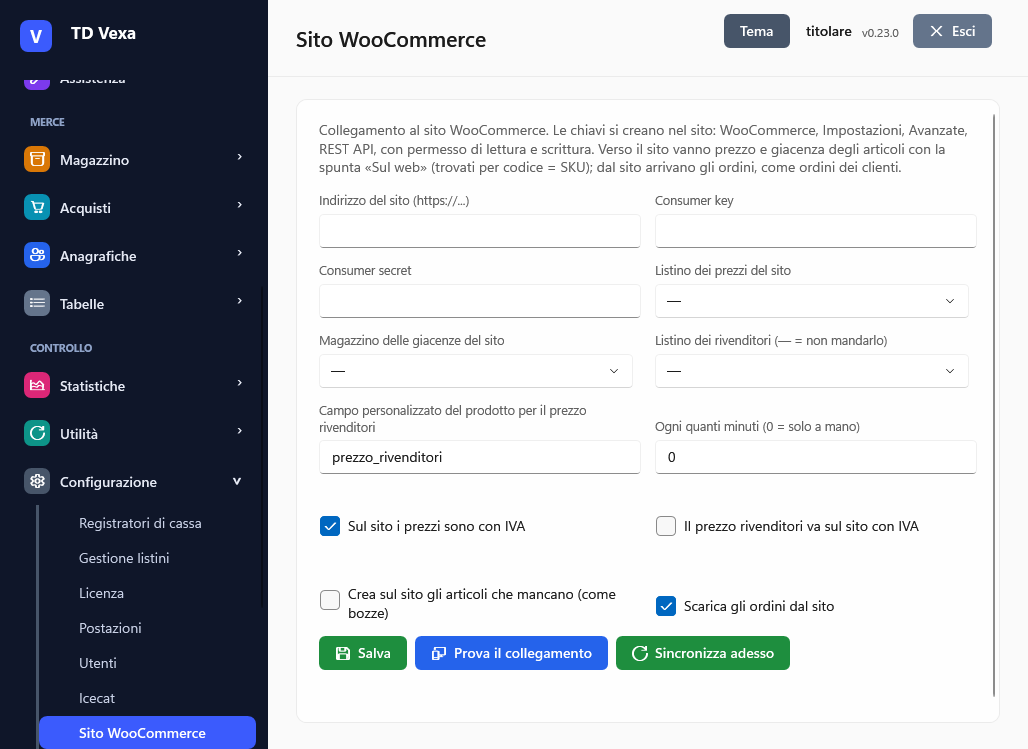 V
TD Vexa
Sito WooCommerce
Tema
titolare
v0.23.0
Esci
Assistenza
MERCE
Magazzino
Acquisti
Anagrafiche
Tabelle
CONTROLLO
Statistiche
Utilità
Configurazione
Registratori di cassa
Gestione listini
Licenza
Postazioni
Utenti
Icecat
Sito WooCommerce
Collegamento al sito WooCommerce. Le chiavi si creano nel sito: WooCommerce, Impostazioni, Avanzate,
REST API, con permesso di lettura e scrittura. Verso il sito vanno prezzo e giacenza degli articoli con la
spunta «Sul web» (trovati per codice = SKU); dal sito arrivano gli ordini, come ordini dei clienti.
Indirizzo del sito (https://...)
Consumer key
Consumer secret
Listino dei prezzi del sito
—
Magazzino delle giacenze del sito
Listino dei rivenditori (— = non mandarlo)
—
—
Campo personalizzato del prodotto per il prezzo
rivenditori
Ogni quanti minuti (0 = solo a mano)
prezzo_rivenditori
0
Sul sito i prezzi sono con IVA
Il prezzo rivenditori va sul sito con IVA
Crea sul sito gli articoli che mancano (come
bozze)
Scarica gli ordini dal sito
Salva
Prova il collegamento
Sincronizza adesso